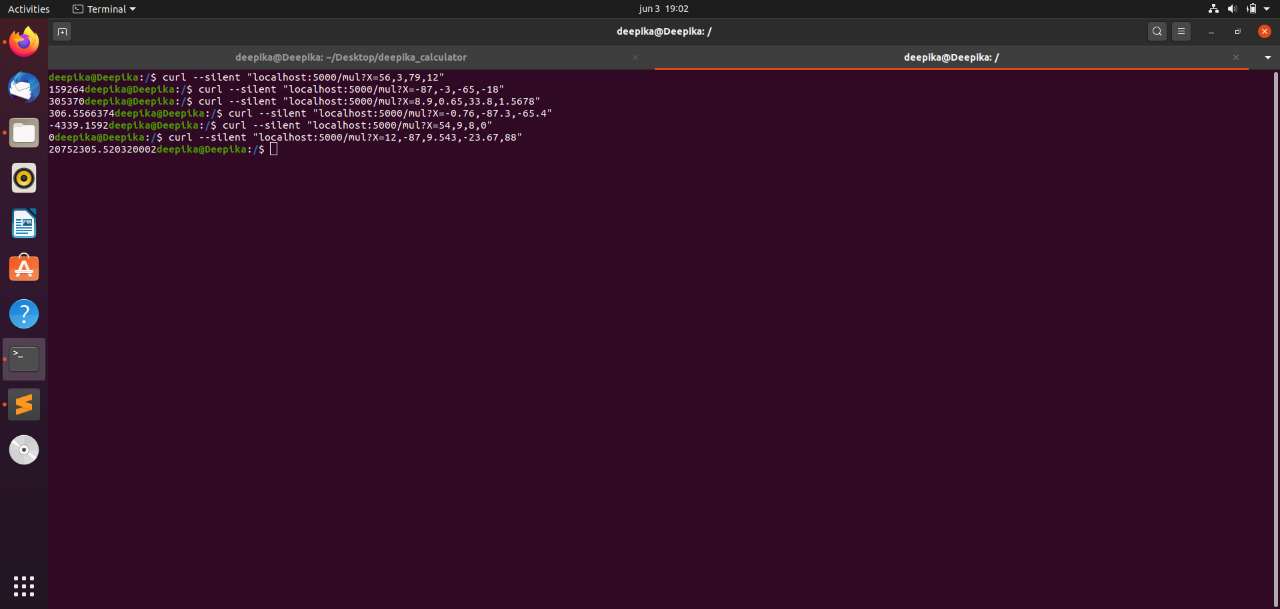 Activities
Terminal
jun 3 19:02
deepika@Deepika: /
deepika@Deepika: ~/Desktop/deepika_calculator
deepika@Deepika: /
deepika@Deepika:/$ curl --silent "localhost:5000/mul?X=56,3,79,12"
159264deepika@Deepika:/$ curl --silent "localhost:5000/mul?X=-87,-3,-65,-18"
305370deepika@Deepika:/$ curl --silent "localhost:5000/mul?X=8.9,0.65,33.8,1.5678"
306.5566374deepika@Deepika:/$ curl --silent "localhost:5000/mul?X=-0.76,-87.3,-65.4"
-4339.1592deepika@Deepika:/$ curl --silent "localhost:5000/mul?X=54,9,8,0"
0deepika@Deepika:/$ curl --silent "localhost:5000/mul?X=12,-87,9.543,-23.67,88"
20752305.520320002deepika@Deepika:/$